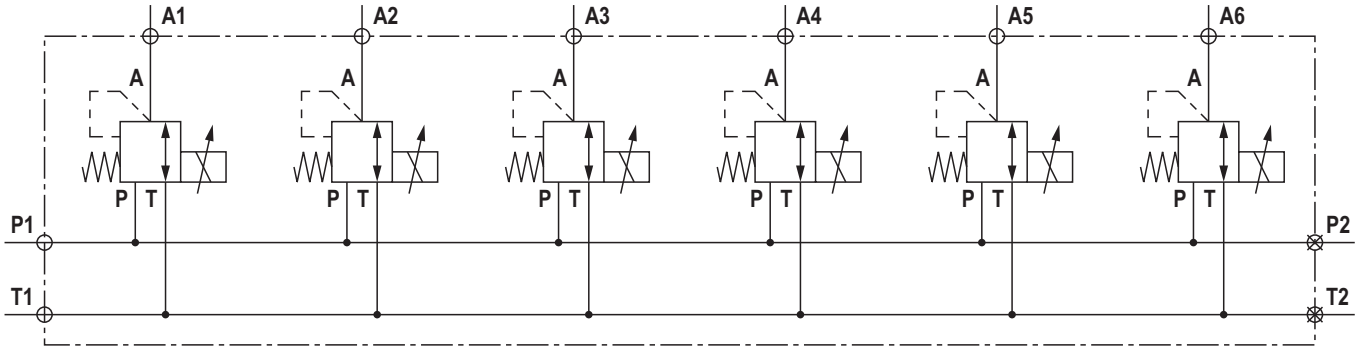 A1 A2 A3 A4 A5 A6
A A A A A A
P T P T P T P T P T P T
P1 P2
T1 T2